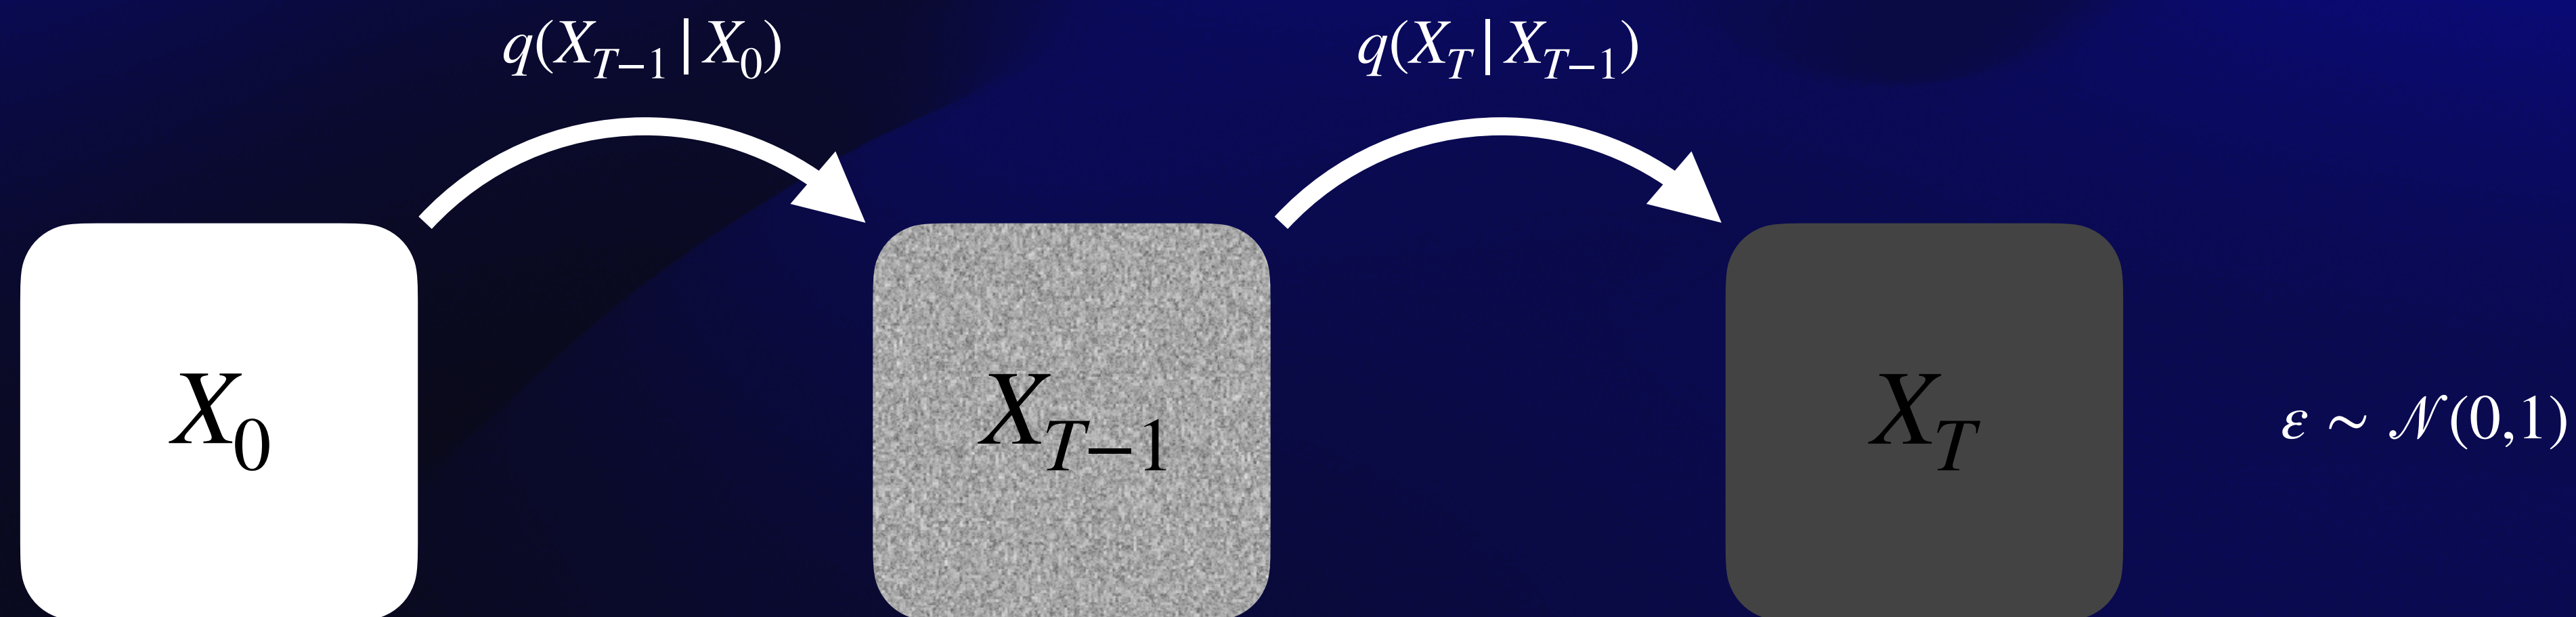 q(X_{T−1} | X_0)
q(X_T | X_{T−1})
X_0
X_{T−1}
X_T
ε ∼ 𝒩(0,1)